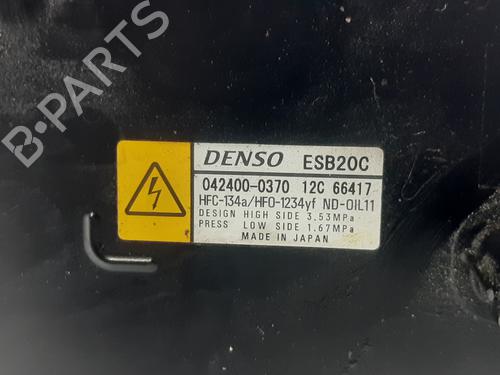 B-PARTS
DENSO ESB20C
042400-0370 12C 66417
HFC-134a/HFO-1234yf ND-OIL11
DESIGN HIGH SIDE 3.53MPa
PRESS LOW SIDE 1.67MPa
MADE IN JAPAN